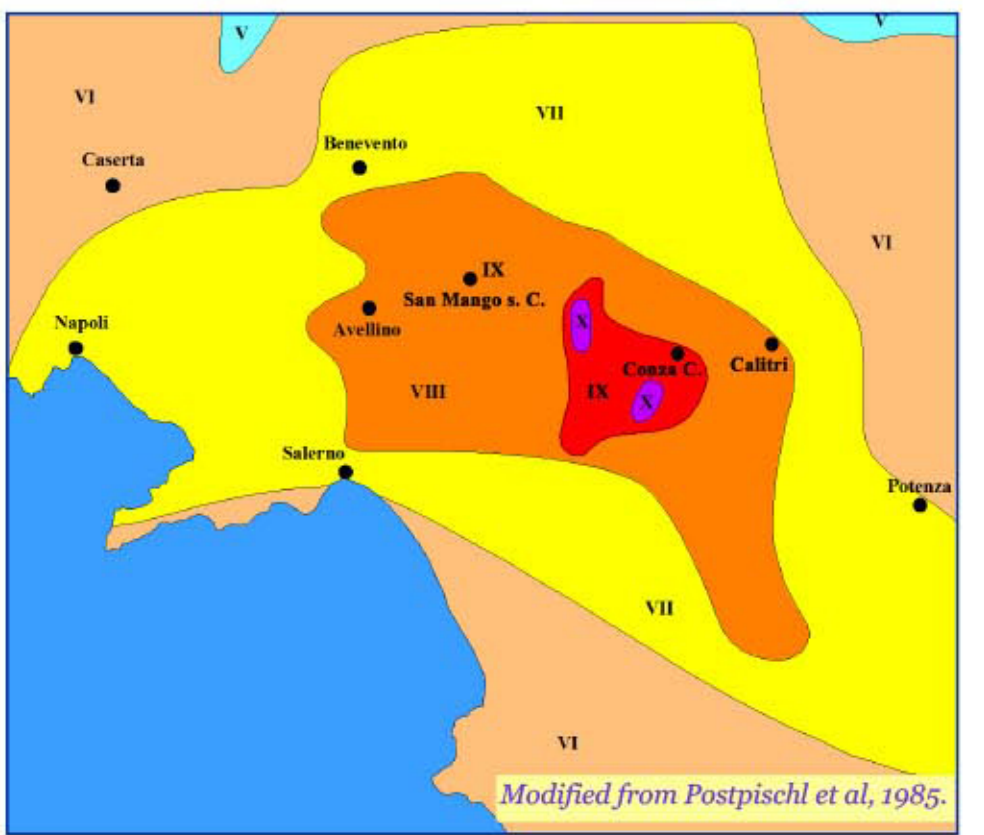 V
V
VI
VII
Benevento
Caserta
VI
IX
San Mango s. C.
Napoli
X
Avellino
Conza C.
Calitri
VIII
IX
X
Salerno
Potenza
VII
VI
Modified from Postpischl et al, 1985.